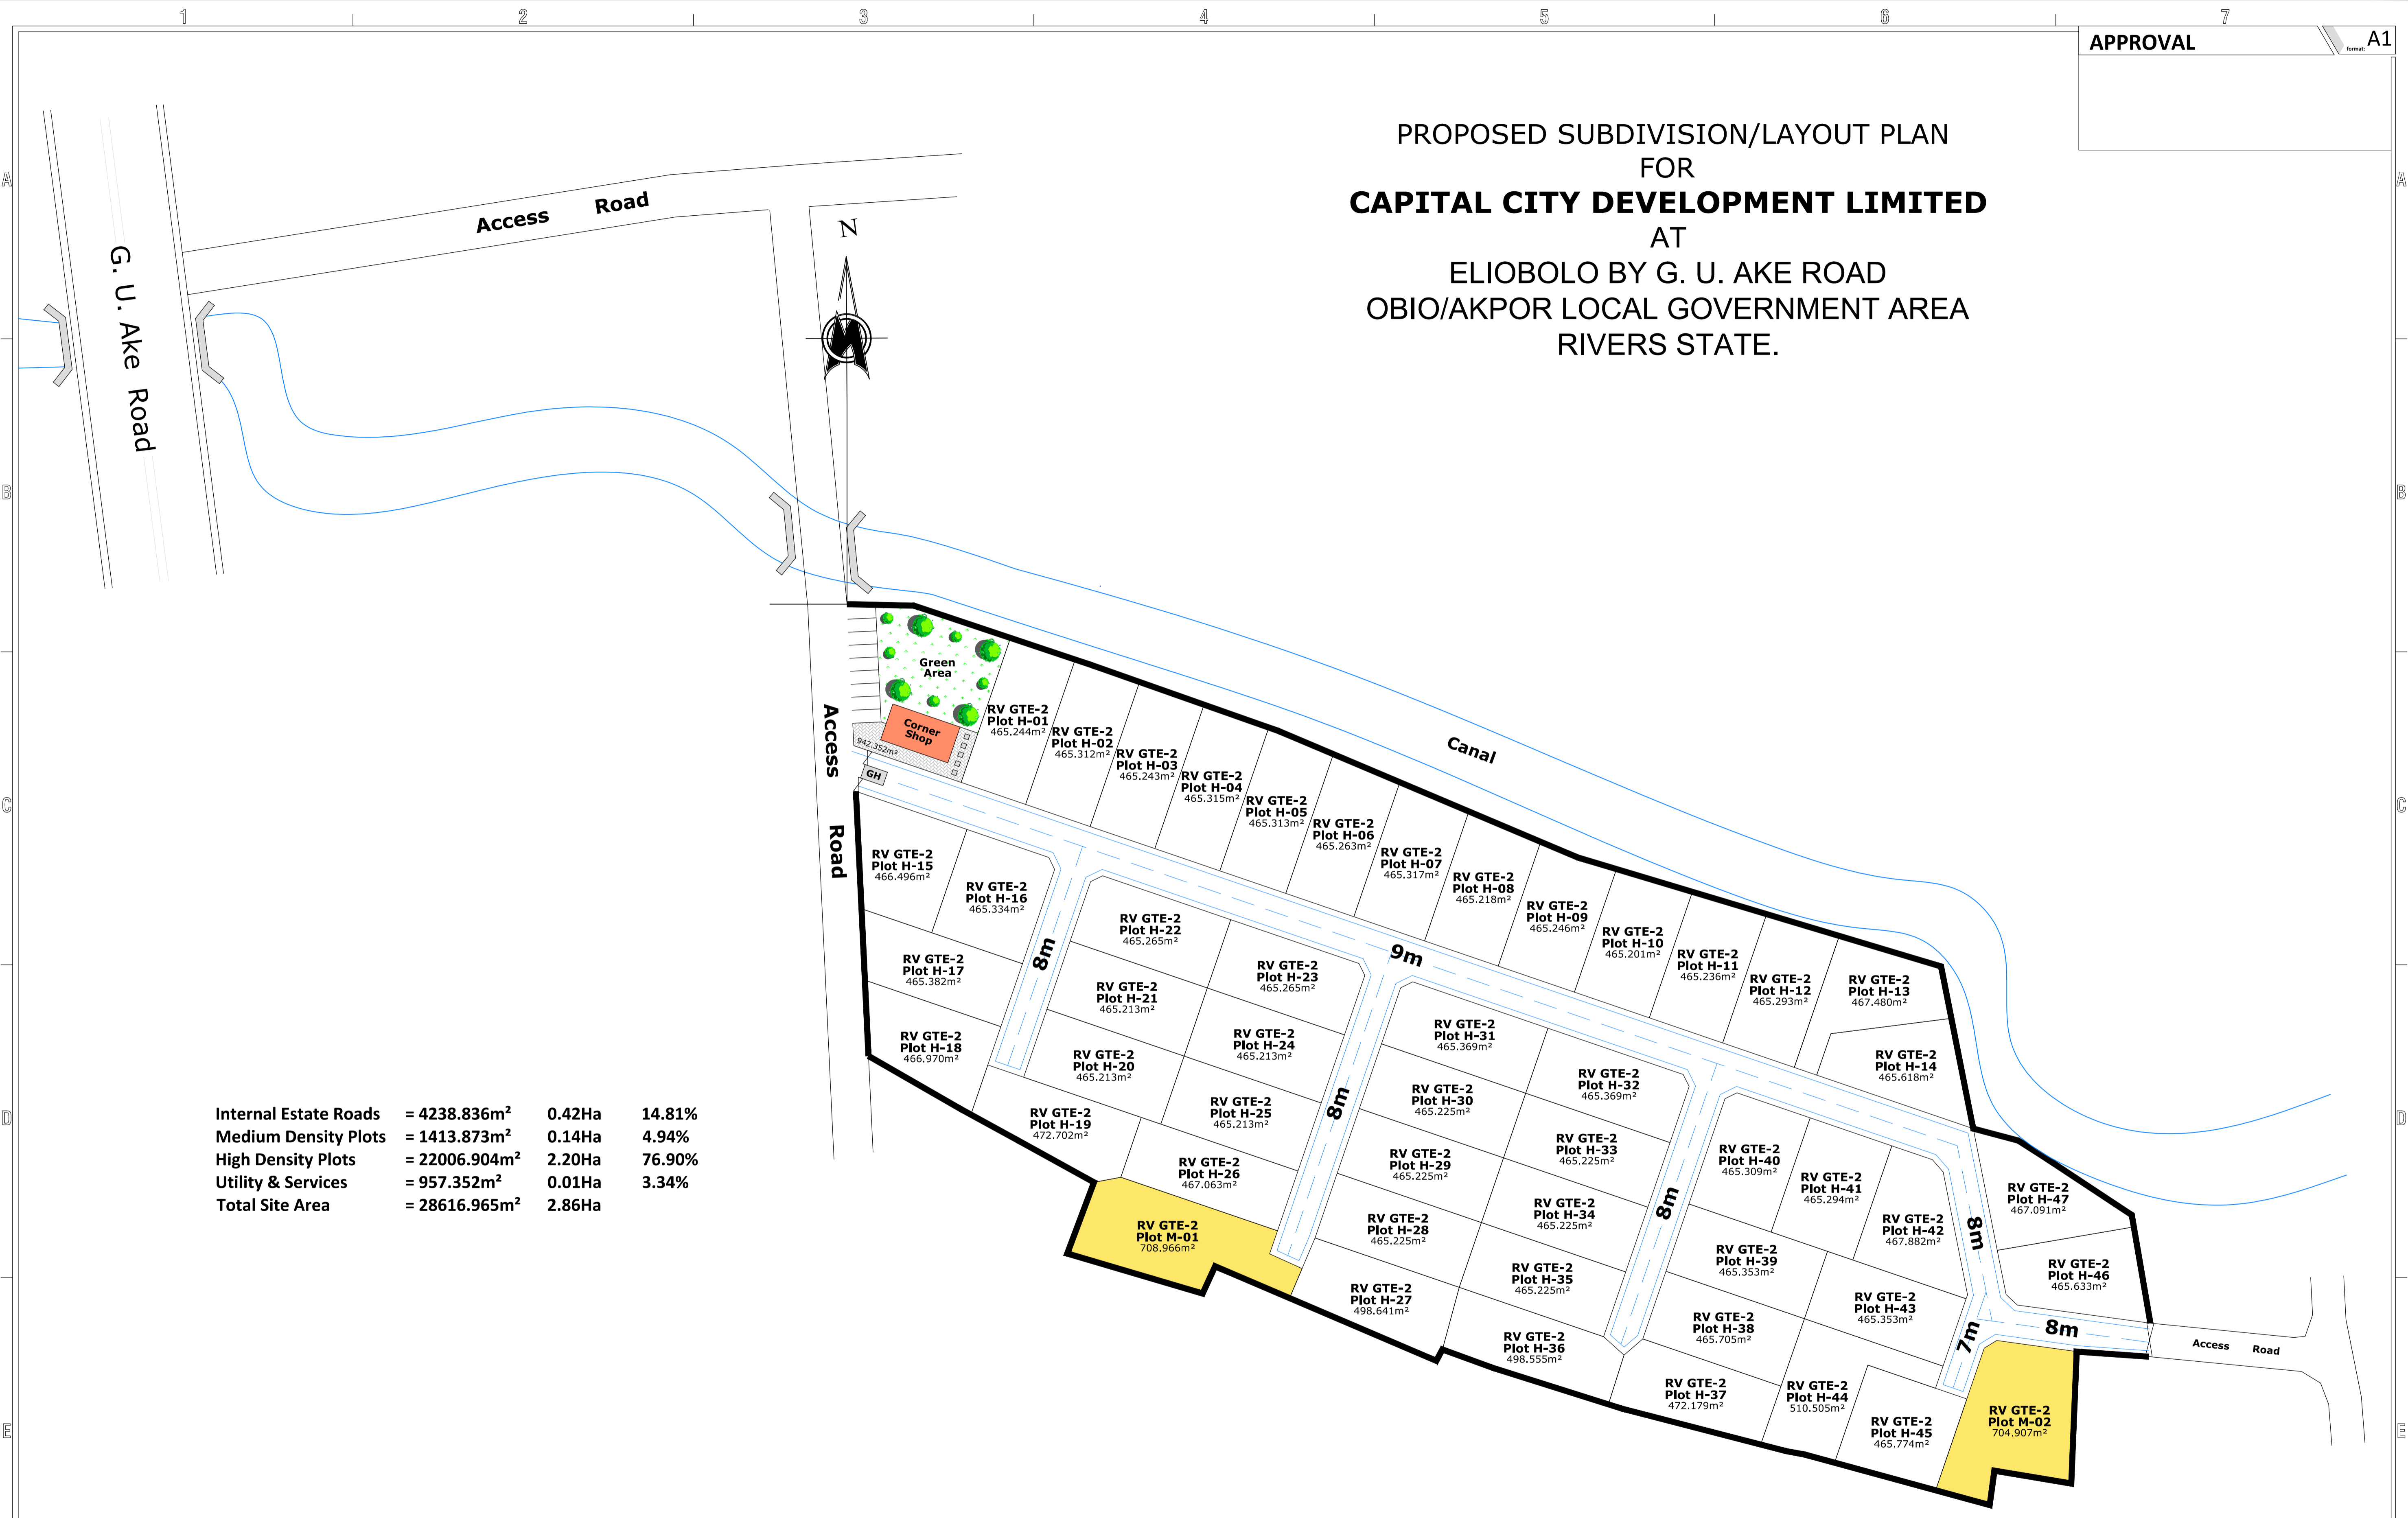 1 2 3 4 5 6 7
APPROVAL
format: A1
PROPOSED SUBDIVISION/LAYOUT PLAN
FOR
CAPITAL CITY DEVELOPMENT LIMITED
AT
ELIOBOLO BY G. U. AKE ROAD
OBIO/AKPOR LOCAL GOVERNMENT AREA
RIVERS STATE.
A
A
B
B
C
C
D
D
E
E
G. U. Ake Road
Access Road
N
Green
Area
Corner
Shop
942.352m²
GH
Access Road
Canal
RV GTE-2
Plot H-01
465.244m²
RV GTE-2
Plot H-02
465.312m²
RV GTE-2
Plot H-03
465.243m²
RV GTE-2
Plot H-04
465.315m²
RV GTE-2
Plot H-05
465.313m²
RV GTE-2
Plot H-06
465.263m²
RV GTE-2
Plot H-07
465.317m²
RV GTE-2
Plot H-08
465.218m²
RV GTE-2
Plot H-09
465.246m²
RV GTE-2
Plot H-10
465.201m²
RV GTE-2
Plot H-11
465.236m²
RV GTE-2
Plot H-12
465.293m²
RV GTE-2
Plot H-13
467.480m²
RV GTE-2
Plot H-14
465.618m²
RV GTE-2
Plot H-15
466.496m²
RV GTE-2
Plot H-16
465.334m²
RV GTE-2
Plot H-17
465.382m²
RV GTE-2
Plot H-18
466.970m²
RV GTE-2
Plot H-19
472.702m²
RV GTE-2
Plot H-20
465.213m²
RV GTE-2
Plot H-21
465.213m²
RV GTE-2
Plot H-22
465.265m²
RV GTE-2
Plot H-23
465.265m²
RV GTE-2
Plot H-24
465.213m²
RV GTE-2
Plot H-25
465.213m²
RV GTE-2
Plot H-26
467.063m²
RV GTE-2
Plot M-01
708.966m²
RV GTE-2
Plot H-27
498.641m²
RV GTE-2
Plot H-28
465.225m²
RV GTE-2
Plot H-29
465.225m²
RV GTE-2
Plot H-30
465.225m²
RV GTE-2
Plot H-31
465.369m²
RV GTE-2
Plot H-32
465.369m²
RV GTE-2
Plot H-33
465.225m²
RV GTE-2
Plot H-34
465.225m²
RV GTE-2
Plot H-35
465.225m²
RV GTE-2
Plot H-36
498.555m²
RV GTE-2
Plot H-37
472.179m²
RV GTE-2
Plot H-38
465.705m²
RV GTE-2
Plot H-39
465.353m²
RV GTE-2
Plot H-40
465.309m²
RV GTE-2
Plot H-41
465.294m²
RV GTE-2
Plot H-42
467.882m²
RV GTE-2
Plot H-43
465.353m²
RV GTE-2
Plot H-44
510.505m²
RV GTE-2
Plot H-45
465.774m²
RV GTE-2
Plot H-46
465.633m²
RV GTE-2
Plot H-47
467.091m²
RV GTE-2
Plot M-02
704.907m²
8m
9m
8m
8m
8m
7m
8m
Access Road
Internal Estate Roads = 4238.836m² 0.42Ha 14.81%
Medium Density Plots = 1413.873m² 0.14Ha 4.94%
High Density Plots = 22006.904m² 2.20Ha 76.90%
Utility & Services = 957.352m² 0.01Ha 3.34%
Total Site Area = 28616.965m² 2.86Ha